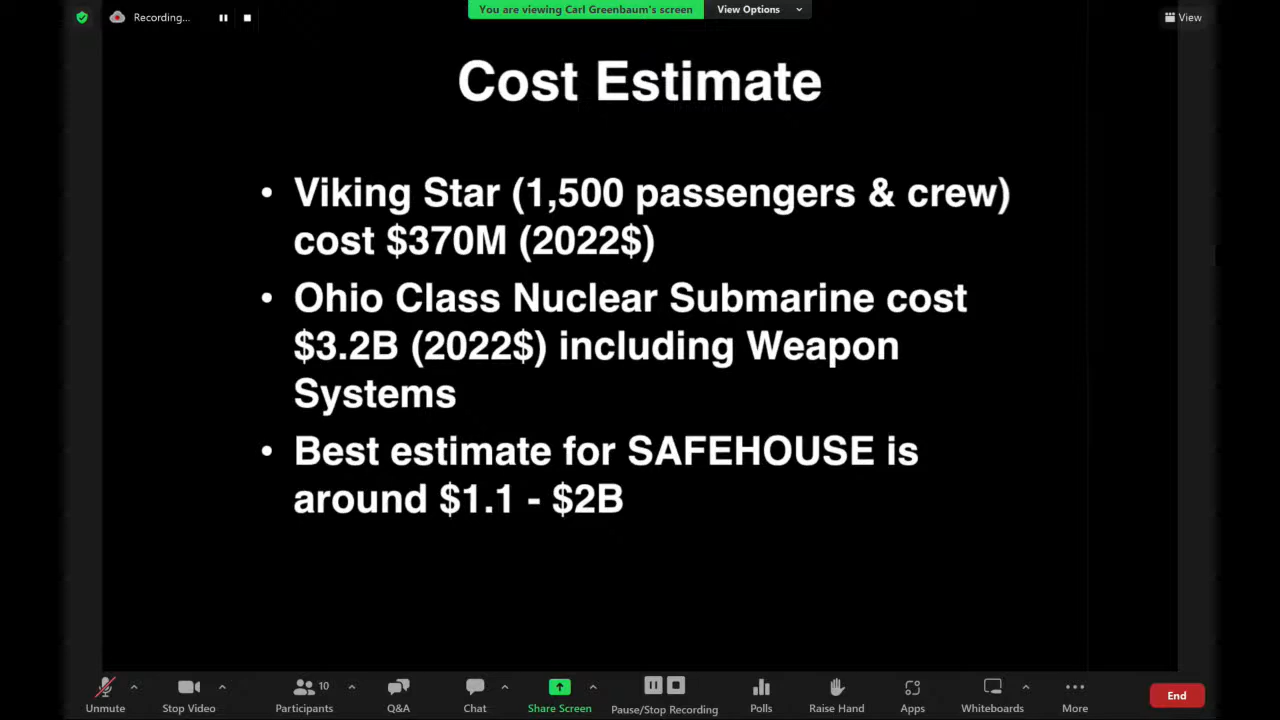 Recording...
You are viewing Carl Greenbaum's screen
View Options
View
Cost Estimate
• Viking Star (1,500 passengers & crew)
cost $370M (2022$)
• Ohio Class Nuclear Submarine cost
$3.2B (2022$) including Weapon
Systems
• Best estimate for SAFEHOUSE is
around $1.1 - $2B
Unmute
Stop Video
10
Participants
Q&A
Chat
Share Screen
Pause/Stop Recording
Polls
Raise Hand
Apps
Whiteboards
More
End